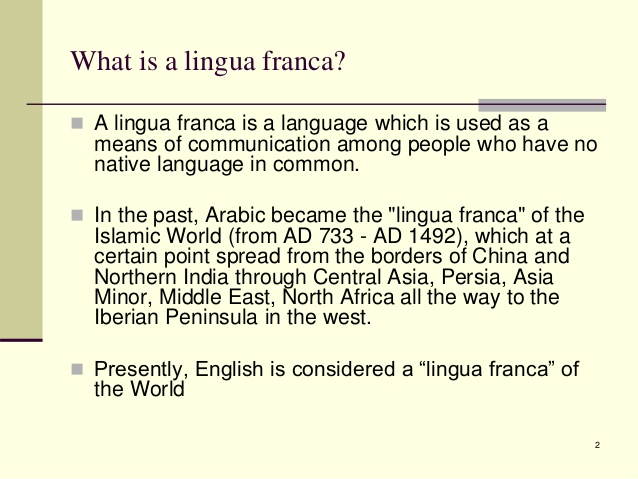 What is a lingua franca?
A lingua franca is a language which is used as a
means of communication among people who have no
native language in common.
In the past, Arabic became the "lingua franca" of the
Islamic World (from AD 733 - AD 1492), which at a
certain point spread from the borders of China and
Northern India through Central Asia, Persia, Asia
Minor, Middle East, North Africa all the way to the
Iberian Peninsula in the west.
Presently, English is considered a “lingua franca” of
the World
2